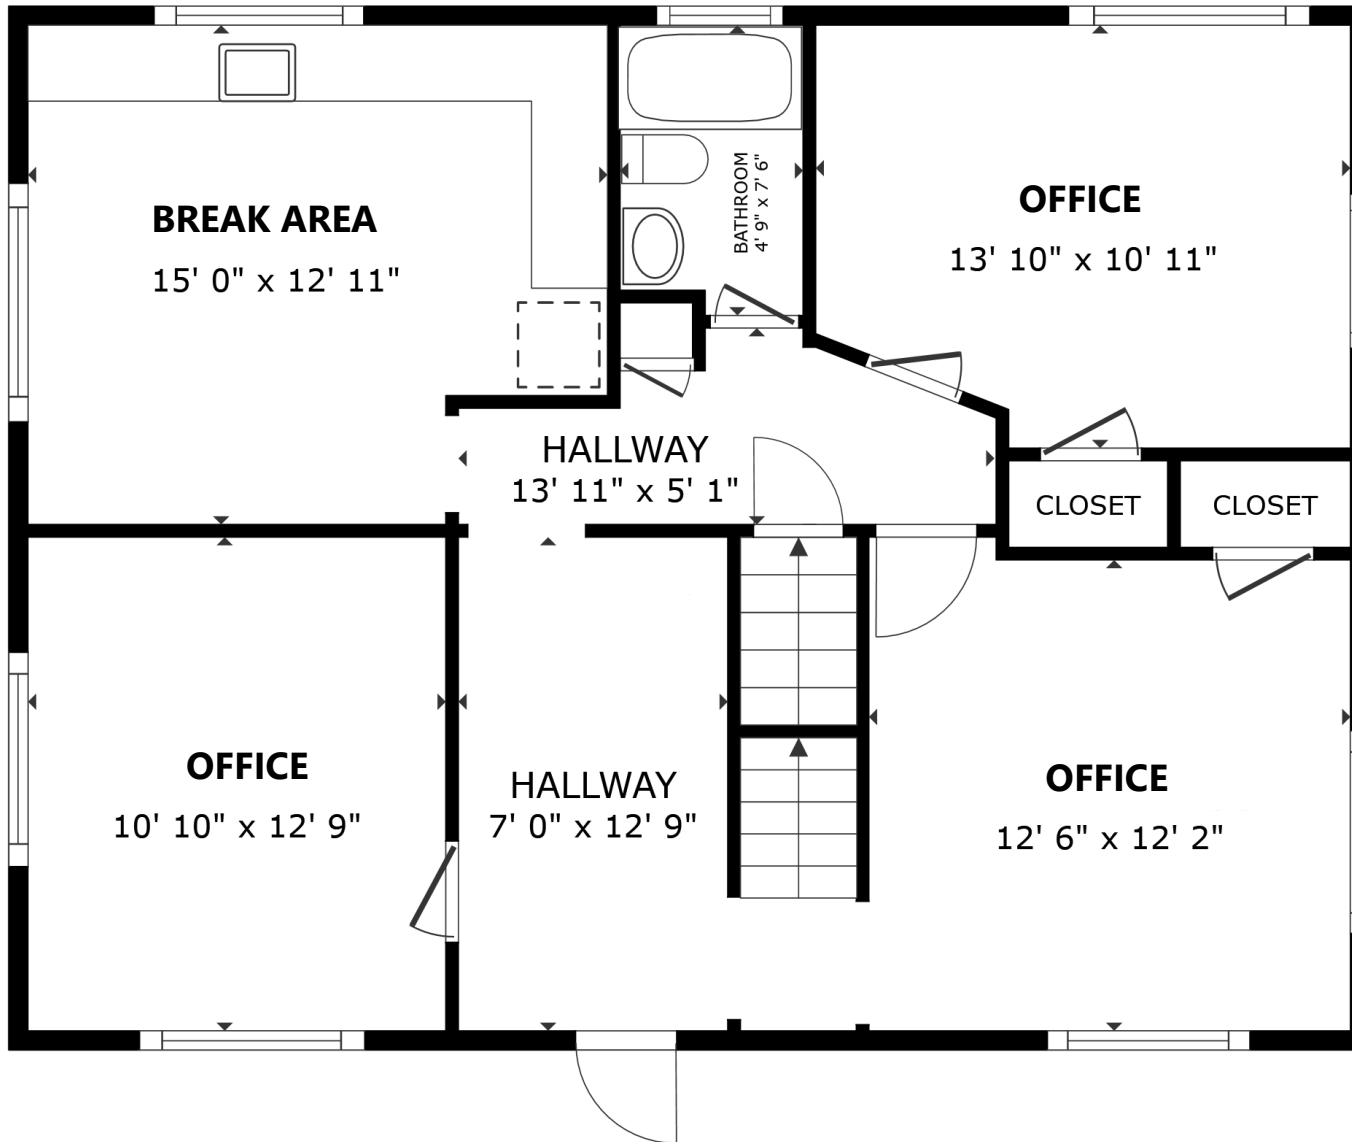 BREAK AREA
15' 0" x 12' 11"
BATHROOM
4' 9" x 7' 6"
OFFICE
13' 10" x 10' 11"
HALLWAY
13' 11" x 5' 1"
CLOSET
CLOSET
OFFICE
10' 10" x 12' 9"
HALLWAY
7' 0" x 12' 9"
OFFICE
12' 6" x 12' 2"